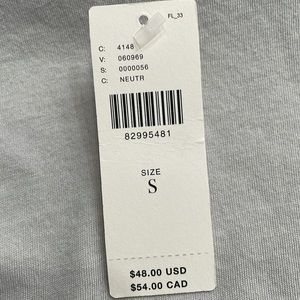 FL_33
C: 4148
V: 060969
S: 0000056
C: NEUTR
82995481
SIZE
S
$48.00 USD
$54.00 CAD